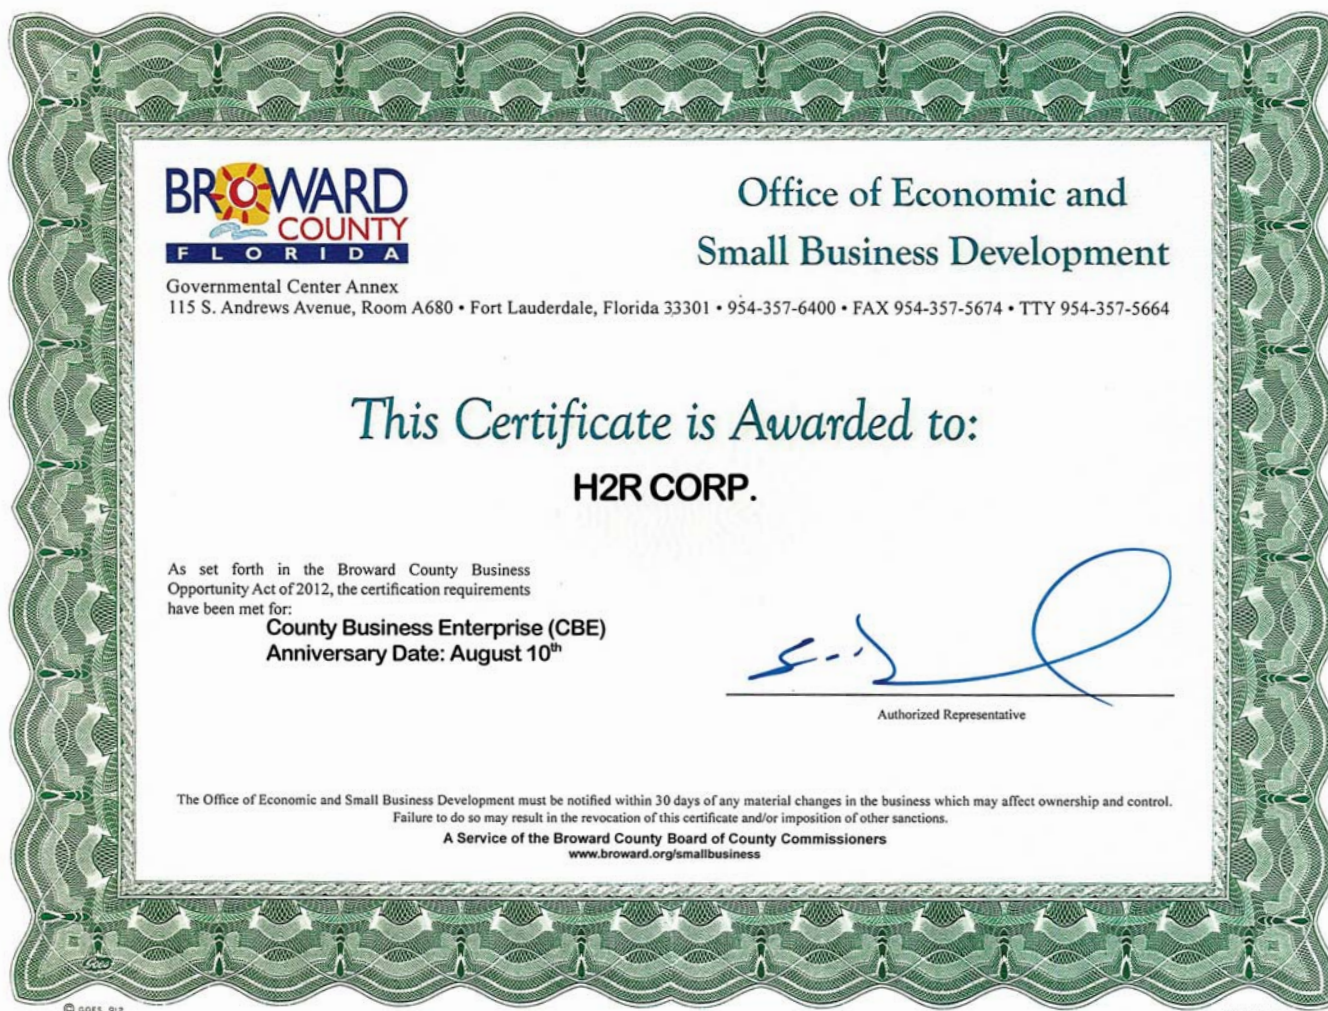 BROWARD
COUNTY
FLORIDA
Office of Economic and
Small Business Development
Governmental Center Annex
115 S. Andrews Avenue, Room A680 • Fort Lauderdale, Florida 33301 • 954-357-6400 • FAX 954-357-5674 • TTY 954-357-5664
This Certificate is Awarded to:
H2R CORP.
As set forth in the Broward County Business
Opportunity Act of 2012, the certification requirements
have been met for:
County Business Enterprise (CBE)
Anniversary Date: August 10th
Authorized Representative
The Office of Economic and Small Business Development must be notified within 30 days of any material changes in the business which may affect ownership and control.
Failure to do so may result in the revocation of this certificate and/or imposition of other sanctions.
A Service of the Broward County Board of County Commissioners
www.broward.org/smallbusiness
Goes
© GOES